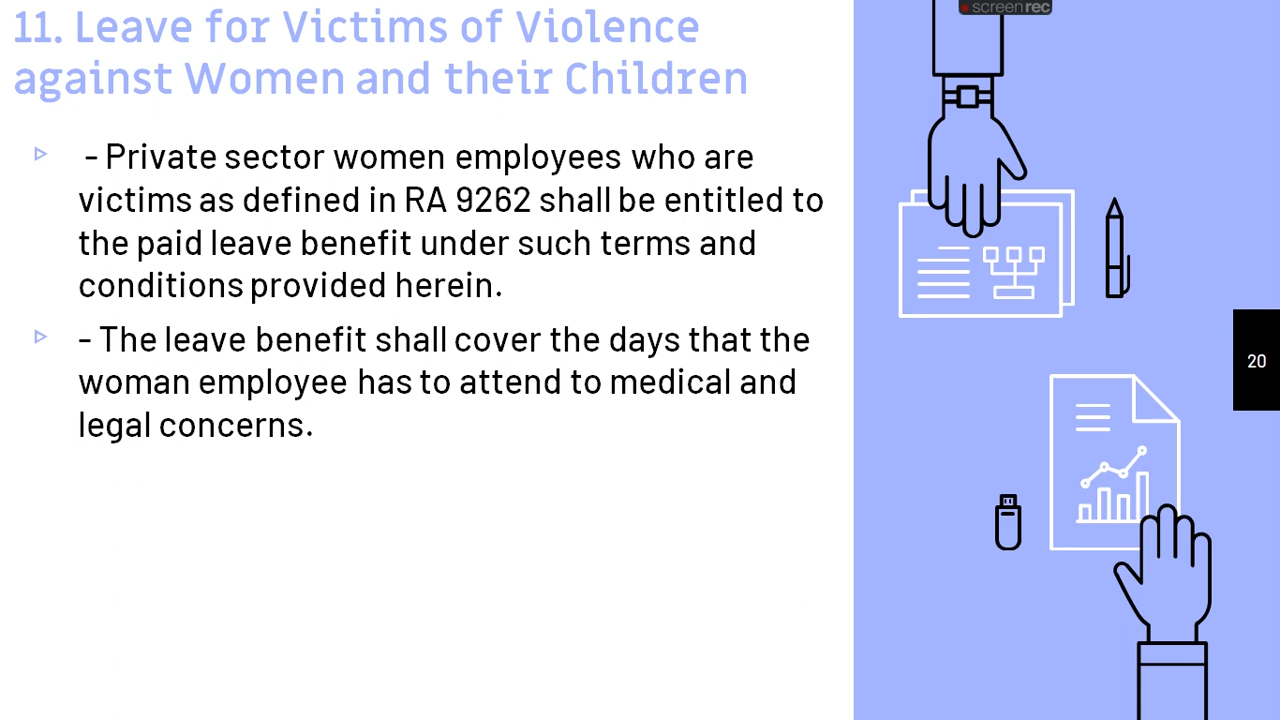 screenrec
11. Leave for Victims of Violence
against Women and their Children
- Private sector women employees who are
victims as defined in RA 9262 shall be entitled to
the paid leave benefit under such terms and
conditions provided herein.
- The leave benefit shall cover the days that the
woman employee has to attend to medical and
legal concerns.
20